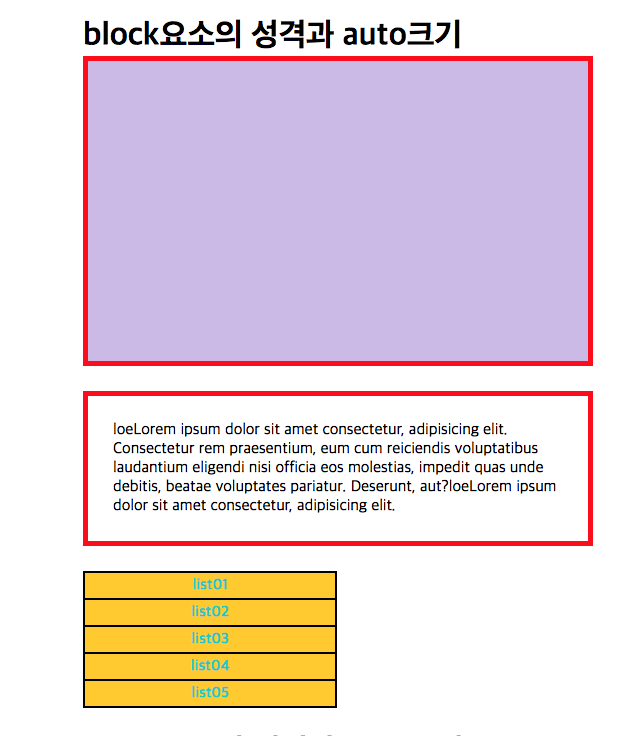 block요소의 성격과 auto크기
loeLorem ipsum dolor sit amet consectetur, adipisicing elit.
Consectetur rem praesentium, eum cum reiciendis voluptatibus
laudantium eligendi nisi officia eos molestias, impedit quas unde
debitis, beatae voluptates pariatur. Deserunt, aut?loeLorem ipsum
dolor sit amet consectetur, adipisicing elit.
list01
list02
list03
list04
list05